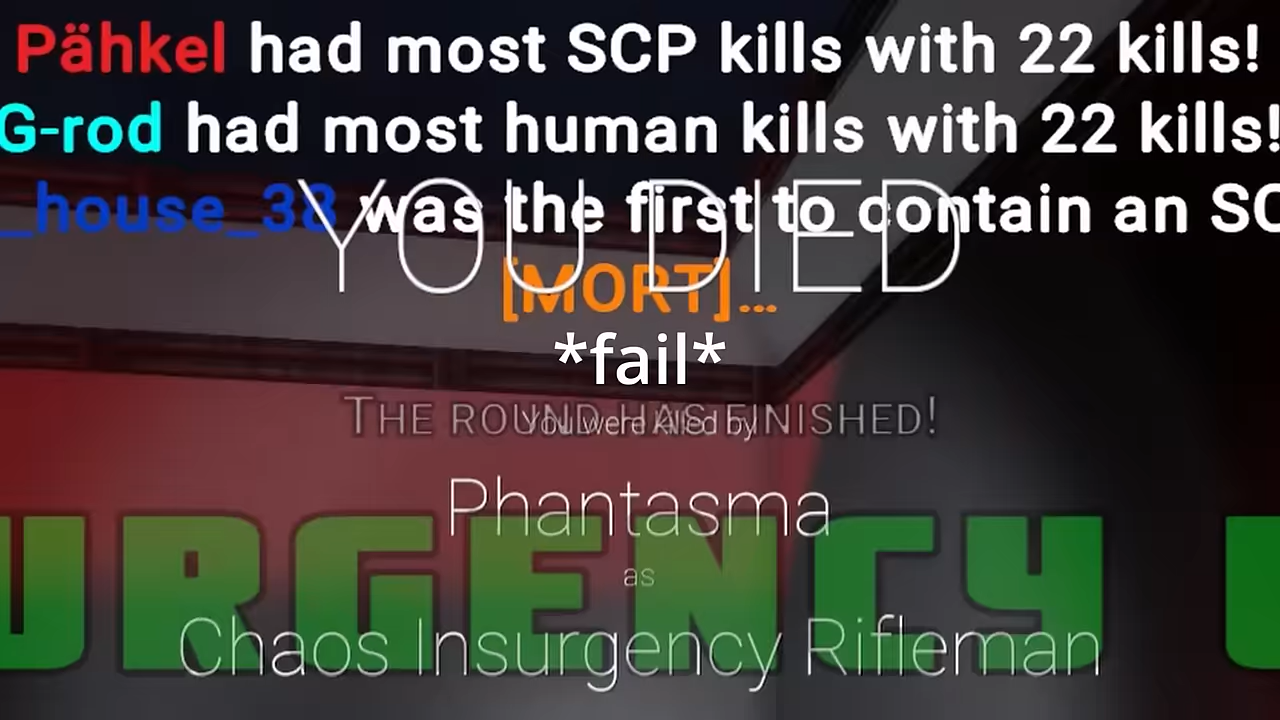 Pähkel had most SCP kills with 22 kills!
G-rod had most human kills with 22 kills!
_house_38 was the first to contain an SC
YOU DIED
[MORT]...
*fail*
THE ROUND HAS FINISHED!
You were killed by
Phantasma
URGENCY
as
Chaos Insurgency Rifleman